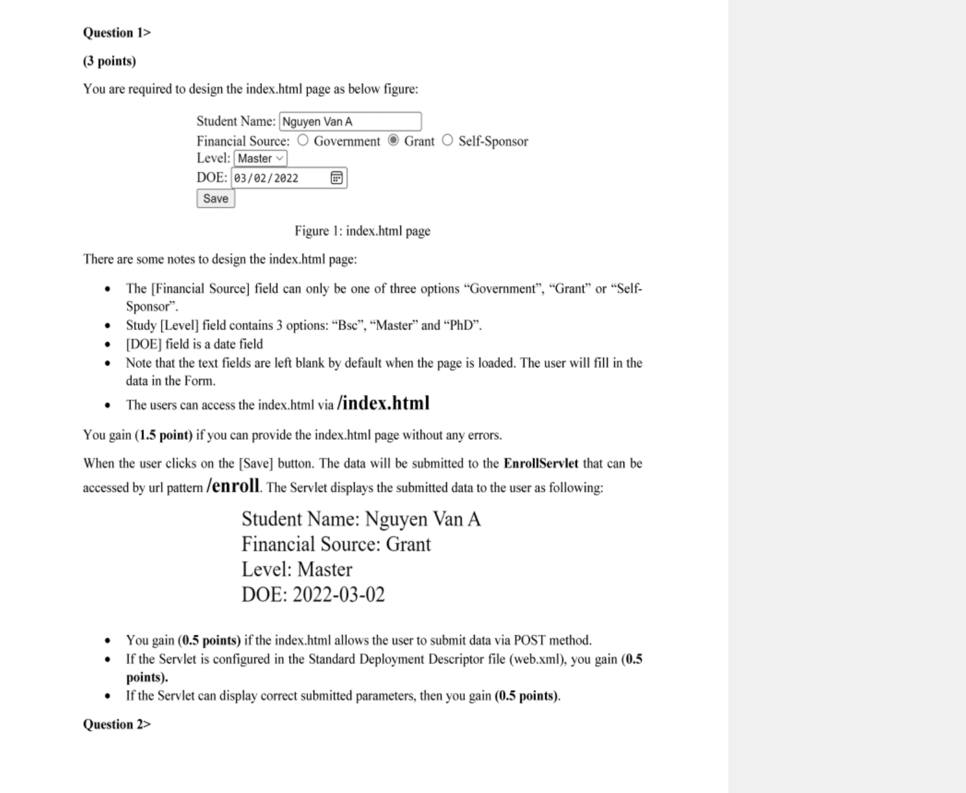 Question 1>
(3 points)
You are required to design the index.html page as below figure:
Student Name: Nguyen Van A
Financial Source: Government Grant Self-Sponsor
Level: Master
DOE: 03/02/2022
Save
Figure 1: index.html page
There are some notes to design the index.html page:
• The [Financial Source] field can only be one of three options “Government”, “Grant” or “Self-
Sponsor”.
• Study [Level] field contains 3 options: “Bsc”, “Master” and “PhD”.
• [DOE] field is a date field
• Note that the text fields are left blank by default when the page is loaded. The user will fill in the
data in the Form.
• The users can access the index.html via /index.html
You gain (1.5 point) if you can provide the index.html page without any errors.
When the user clicks on the [Save] button. The data will be submitted to the EnrollServlet that can be
accessed by url pattern /enroll. The Servlet displays the submitted data to the user as following:
Student Name: Nguyen Van A
Financial Source: Grant
Level: Master
DOE: 2022-03-02
• You gain (0.5 points) if the index.html allows the user to submit data via POST method.
• If the Servlet is configured in the Standard Deployment Descriptor file (web.xml), you gain (0.5
points).
• If the Servlet can display correct submitted parameters, then you gain (0.5 points).
Question 2>